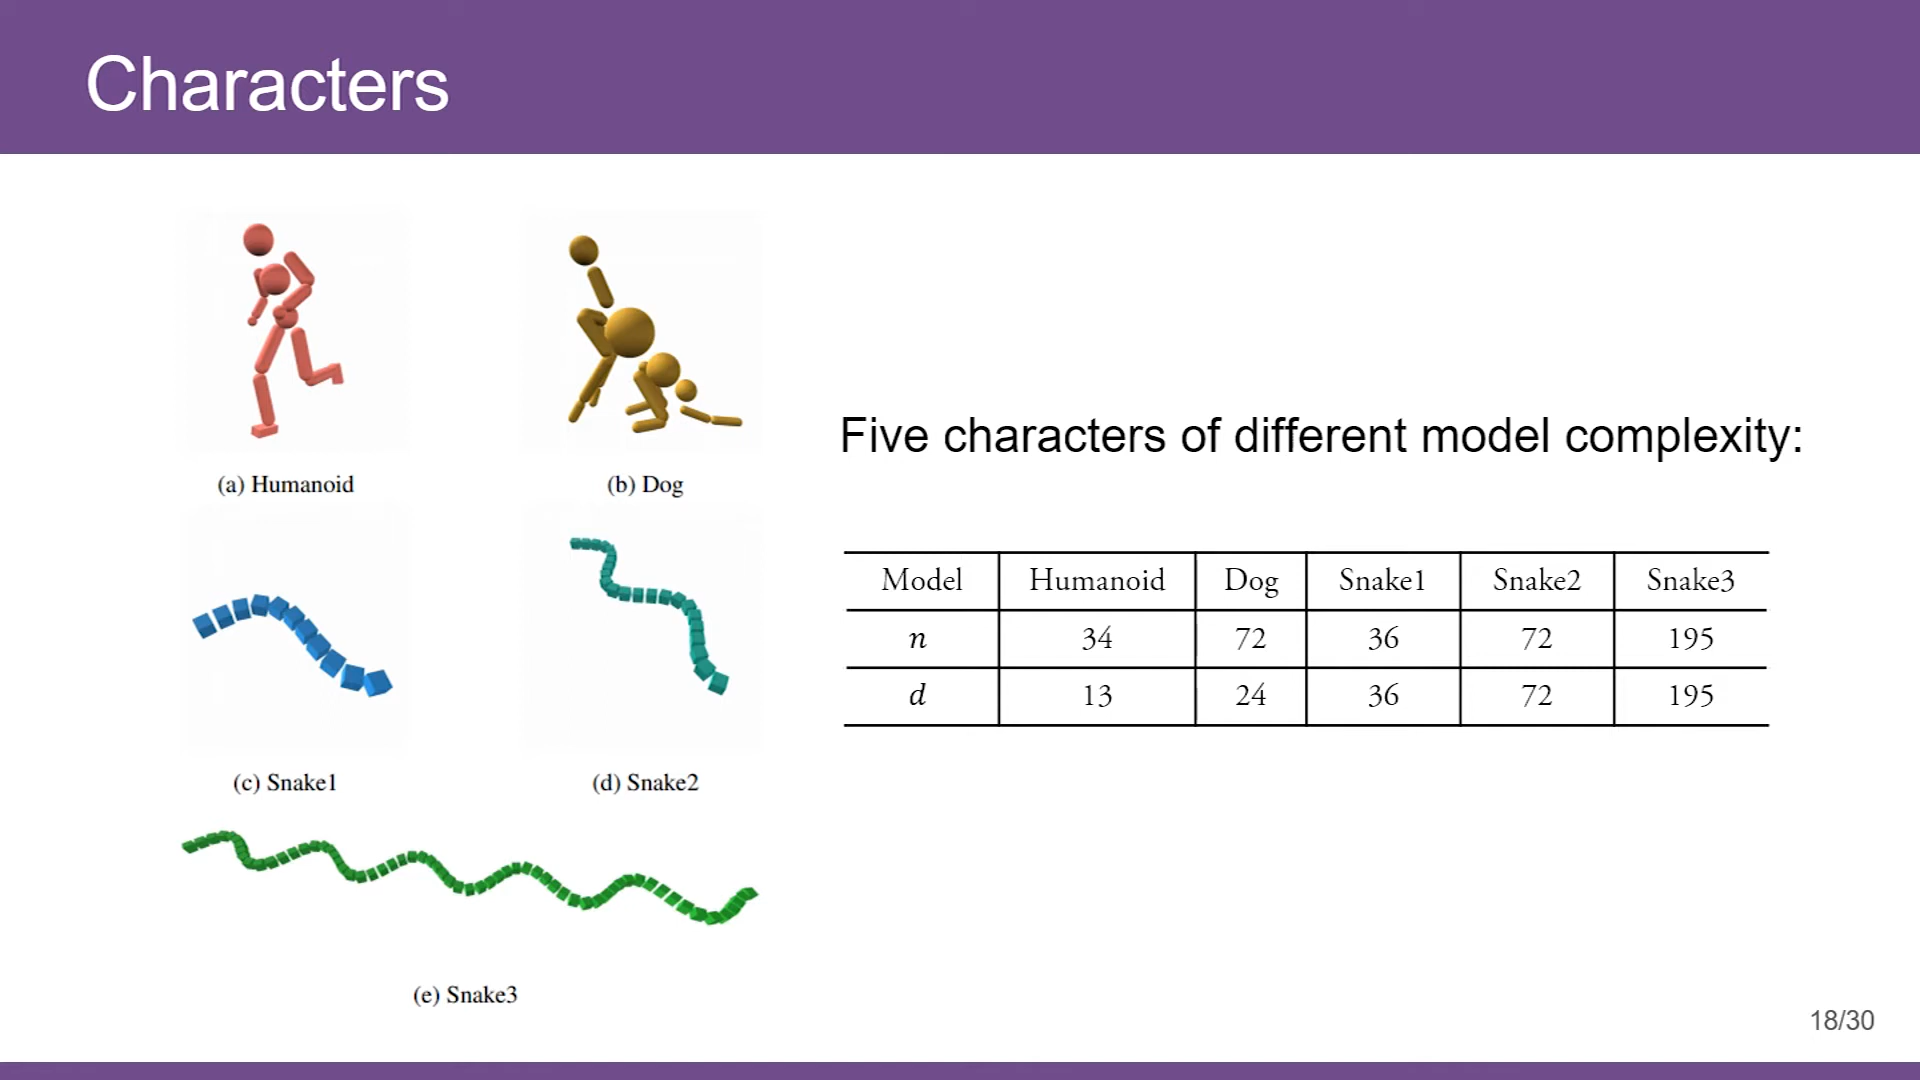 Characters
(a) Humanoid
(b) Dog
(c) Snake1
(d) Snake2
(e) Snake3
Five characters of different model complexity:
Model Humanoid Dog Snake1 Snake2 Snake3
n 34 72 36 72 195
d 13 24 36 72 195
18/30